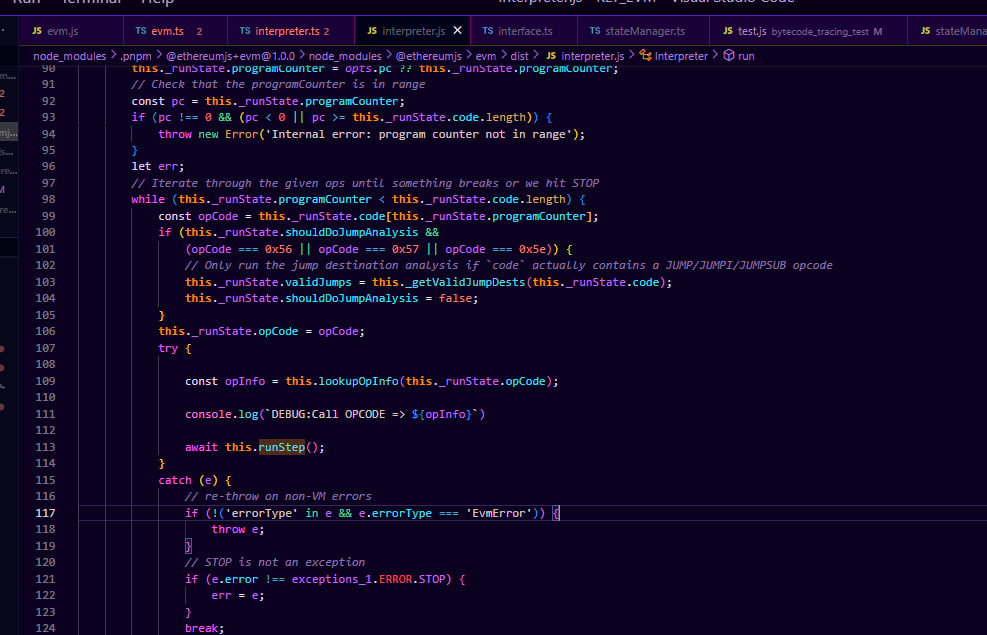 Run Terminal Help
interpreter.js - RLT_EVM - Visual Studio Code
JS evm.js
TS evm.ts 2
TS interpreter.ts 2
JS interpreter.js
TS interface.ts
TS stateManager.ts
JS test.js bytecode_tracing_test M
JS stateMana
node_modules > .pnpm > @ethereumjs+evm@1.0.0 > node_modules > @ethereumjs > evm > dist > JS interpreter.js > Interpreter > run
90 this._runState.programCounter = opts.pc ?? this._runState.programCounter;
91 // Check that the programCounter is in range
92 const pc = this._runState.programCounter;
93 if (pc !== 0 && (pc < 0 || pc >= this._runState.code.length)) {
94 throw new Error('Internal error: program counter not in range');
95 }
96 let err;
97 // Iterate through the given ops until something breaks or we hit STOP
98 while (this._runState.programCounter < this._runState.code.length) {
99 const opCode = this._runState.code[this._runState.programCounter];
100 if (this._runState.shouldDoJumpAnalysis &&
101 (opCode === 0x56 || opCode === 0x57 || opCode === 0x5e)) {
102 // Only run the jump destination analysis if `code` actually contains a JUMP/JUMPI/JUMPSUB opcode
103 this._runState.validJumps = this._getValidJumpDests(this._runState.code);
104 this._runState.shouldDoJumpAnalysis = false;
105 }
106 this._runState.opCode = opCode;
107 try {
108
109 const opInfo = this.lookupOpInfo(this._runState.opCode);
110
111 console.log(`DEBUG:Call OPCODE => ${opInfo}`)
112
113 await this.runStep();
114 }
115 catch (e) {
116 // re-throw on non-VM errors
117 if (!('errorType' in e && e.errorType === 'EvmError')) {
118 throw e;
119 }
120 // STOP is not an exception
121 if (e.error !== exceptions_1.ERROR.STOP) {
122 err = e;
123 }
124 break;